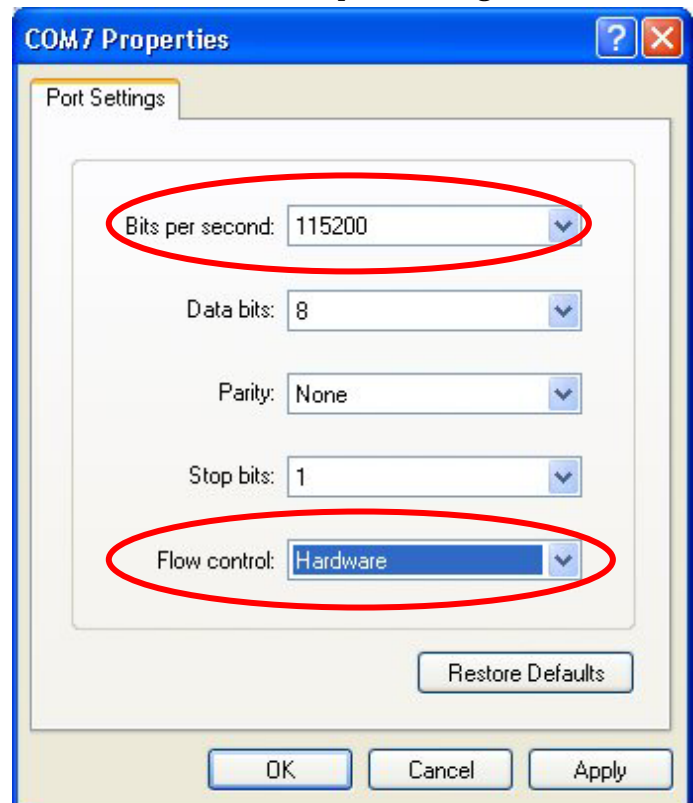 COM7 Properties
Port Settings
Bits per second: 115200
Data bits: 8
Parity: None
Stop bits: 1
Flow control: Hardware
Restore Defaults
OK Cancel Apply